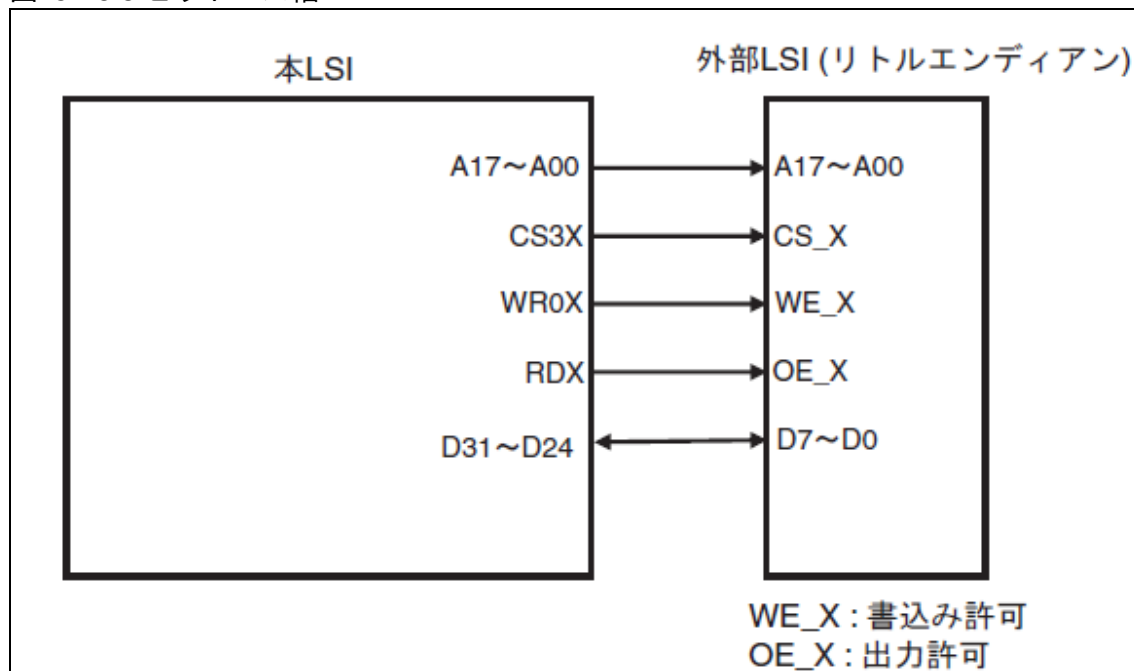 本LSI
外部LSI (リトルエンディアン)
A17～A00
A17～A00
CS3X
CS_X
WR0X
WE_X
RDX
OE_X
D31～D24
D7～D0
WE_X : 書込み許可
OE_X : 出力許可